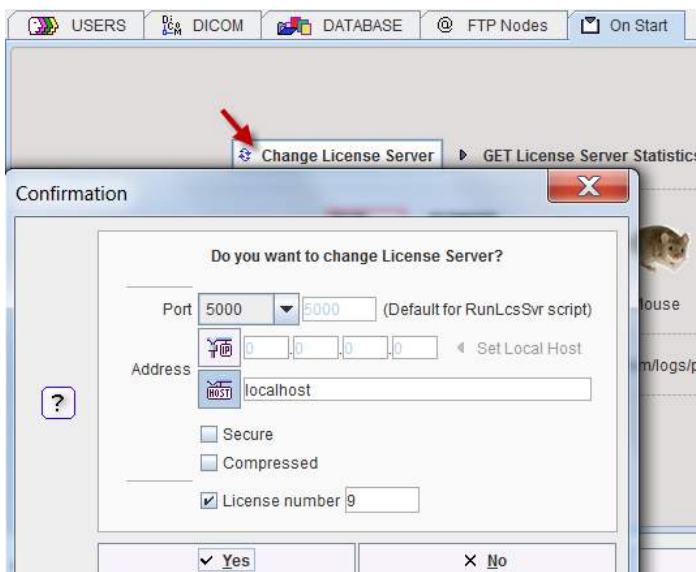 USERS DICOM DATABASE @ FTP Nodes On Start
Change License Server GET License Server Statistics
Confirmation X
Do you want to change License Server?
Port 5000 5000 (Default for RunLcsSvr script)
IP 0 .0 .0 .0 Set Local Host
Address
HOST localhost
?
Secure
Compressed
License number 9
Yes No
louse
m/logs/p